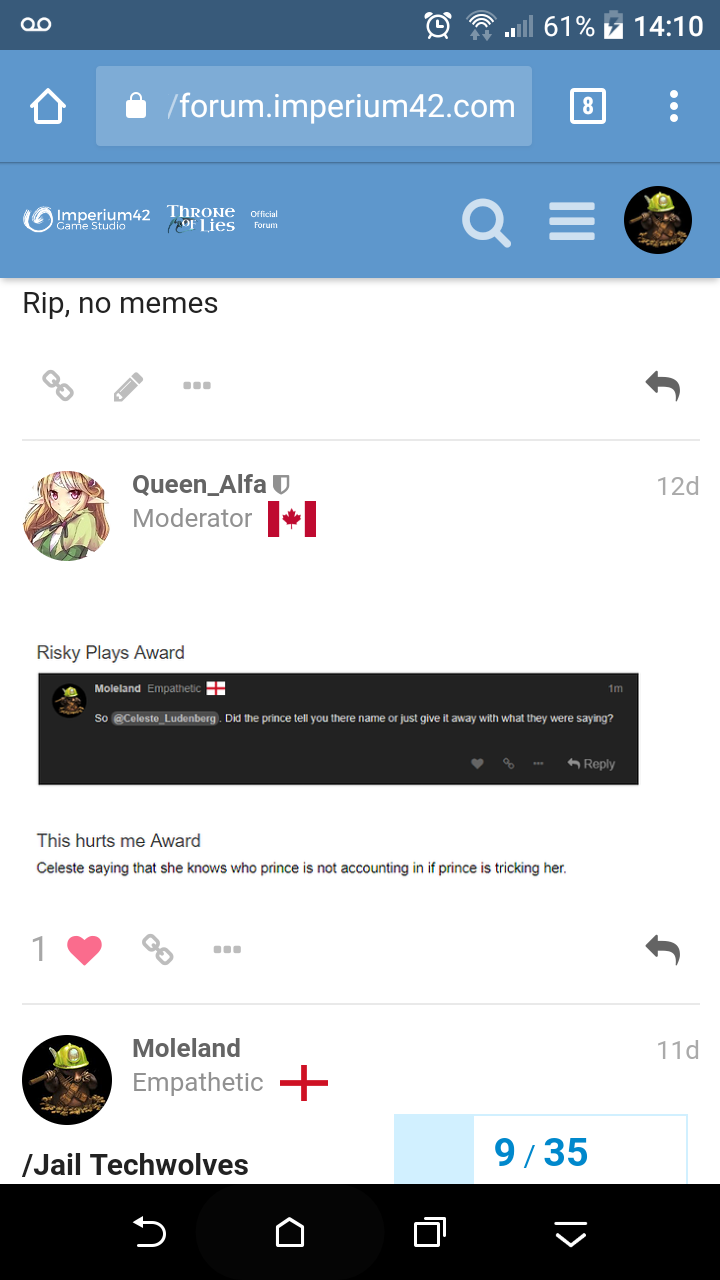 61% 14:10
/forum.imperium42.com 8
Imperium42
Game Studio
Throne
of Lies
Official
Forum
Rip, no memes
Queen_Alfa 12d
Moderator
Risky Plays Award
Moleland Empathetic 1m
So @Celeste_Ludenberg. Did the prince tell you there name or just give it away with what they were saying?
Reply
This hurts me Award
Celeste saying that she knows who prince is not accounting in if prince is tricking her.
1
Moleland 11d
Empathetic
/Jail Techwolves
9 / 35